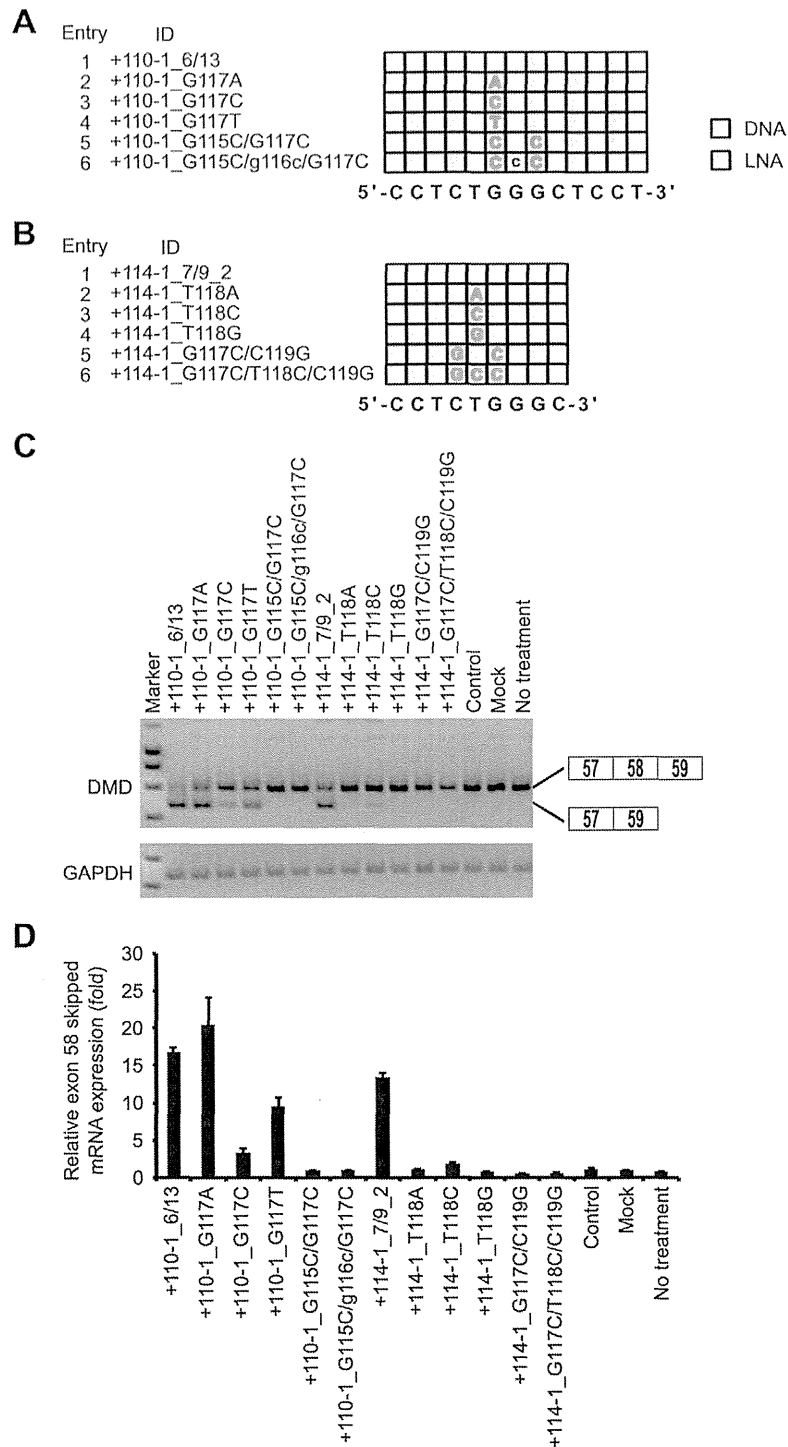 A
Entry ID
1 +110-1_6/13
2 +110-1_G117A
A
3 +110-1_G117C
C
4 +110-1_G117T
T
5 +110-1_G115C/G117C
C C
6 +110-1_G115C/g116c/G117C
C c C
5'-C C T C T G G G C T C C T-3'
DNA
LNA
B
Entry ID
1 +114-1_7/9_2
2 +114-1_T118A
A
3 +114-1_T118C
C
4 +114-1_T118G
G
5 +114-1_G117C/C119G
G C
6 +114-1_G117C/T118C/C119G
G C C
5'-C C T C T G G G C-3'
C
Marker
+110-1_6/13
+110-1_G117A
+110-1_G117C
+110-1_G117T
+110-1_G115C/G117C
+110-1_G115C/g116c/G117C
+114-1_7/9_2
+114-1_T118A
+114-1_T118C
+114-1_T118G
+114-1_G117C/C119G
+114-1_G117C/T118C/C119G
Control
Mock
No treatment
DMD
57 58 59
57 59
GAPDH
D
Relative exon 58 skipped
mRNA expression (fold)
30
25
20
15
10
5
0
+110-1_6/13
+110-1_G117A
+110-1_G117C
+110-1_G117T
+110-1_G115C/G117C
+110-1_G115C/g116c/G117C
+114-1_7/9_2
+114-1_T118A
+114-1_T118C
+114-1_T118G
+114-1_G117C/C119G
+114-1_G117C/T118C/C119G
Control
Mock
No treatment